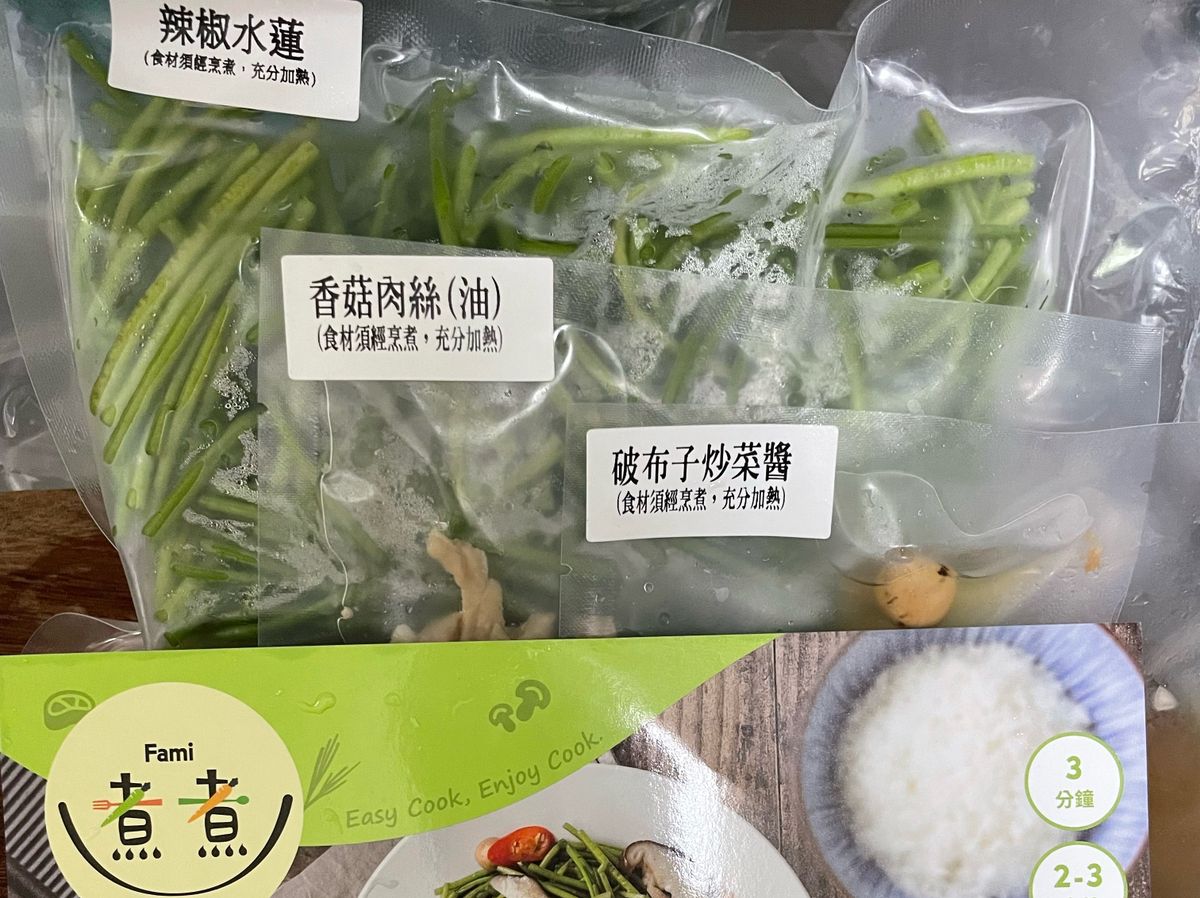 辣椒水蓮
(食材須經烹煮，充分加熱)
香菇肉絲(油)
(食材須經烹煮，充分加熱)
破布子炒菜醬
(食材須經烹煮，充分加熱)
Fami
煮煮
Easy Cook, Enjoy Cook.
3
分鐘
2-3